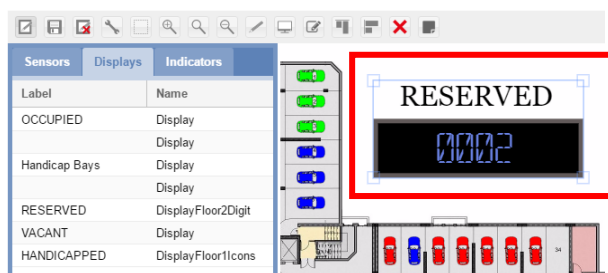 Sensors Displays Indicators
Label Name
OCCUPIED Display
Display
Handicap Bays Display
Display
RESERVED DisplayFloor2Digit
VACANT Display
HANDICAPPED DisplayFloor1Icons
RESERVED
0002
34